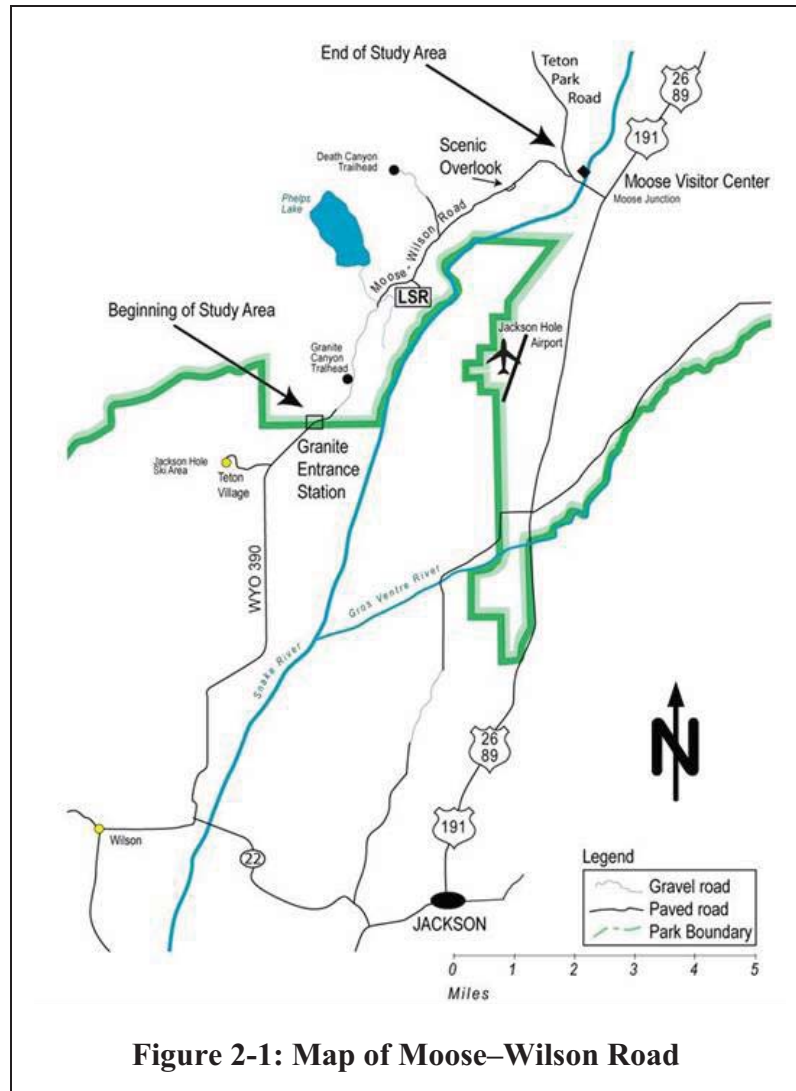 End of Study Area
Teton
Park
Road
26
89
191
Scenic
Overlook
Death Canyon
Trailhead
Moose Visitor Center
Moose Junction
Phelps
Lake
Moose - Wilson Road
LSR
Beginning of Study Area
Jackson Hole
Airport
Granite
Canyon
Trailhead
Granite
Entrance
Station
Jackson Hole
Ski Area
Teton
Village
WYO 390
Gros Ventre River
Snake River
26
89
N
191
Wilson
22
JACKSON
Legend
Gravel road
Paved road
Park Boundary
0 1 2 3 4 5
Miles
Figure 2-1: Map of Moose–Wilson Road